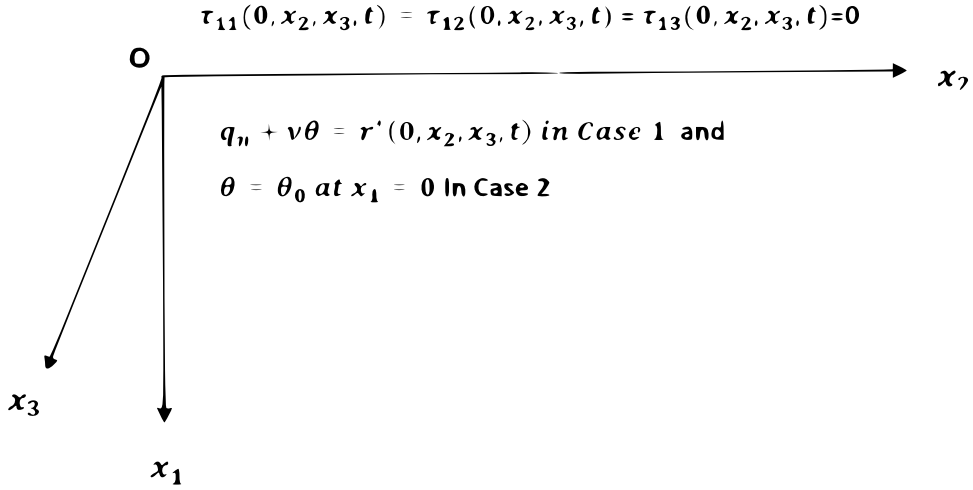 τ₁₁(0, x₂, x₃, t) = τ₁₂(0, x₂, x₃, t) = τ₁₃(0, x₂, x₃, t)=0
O
x₂
qₙ + νθ = r*(0, x₂, x₃, t) in Case 1 and
θ = θ₀ at x₁ = 0 In Case 2
x₃
x₁